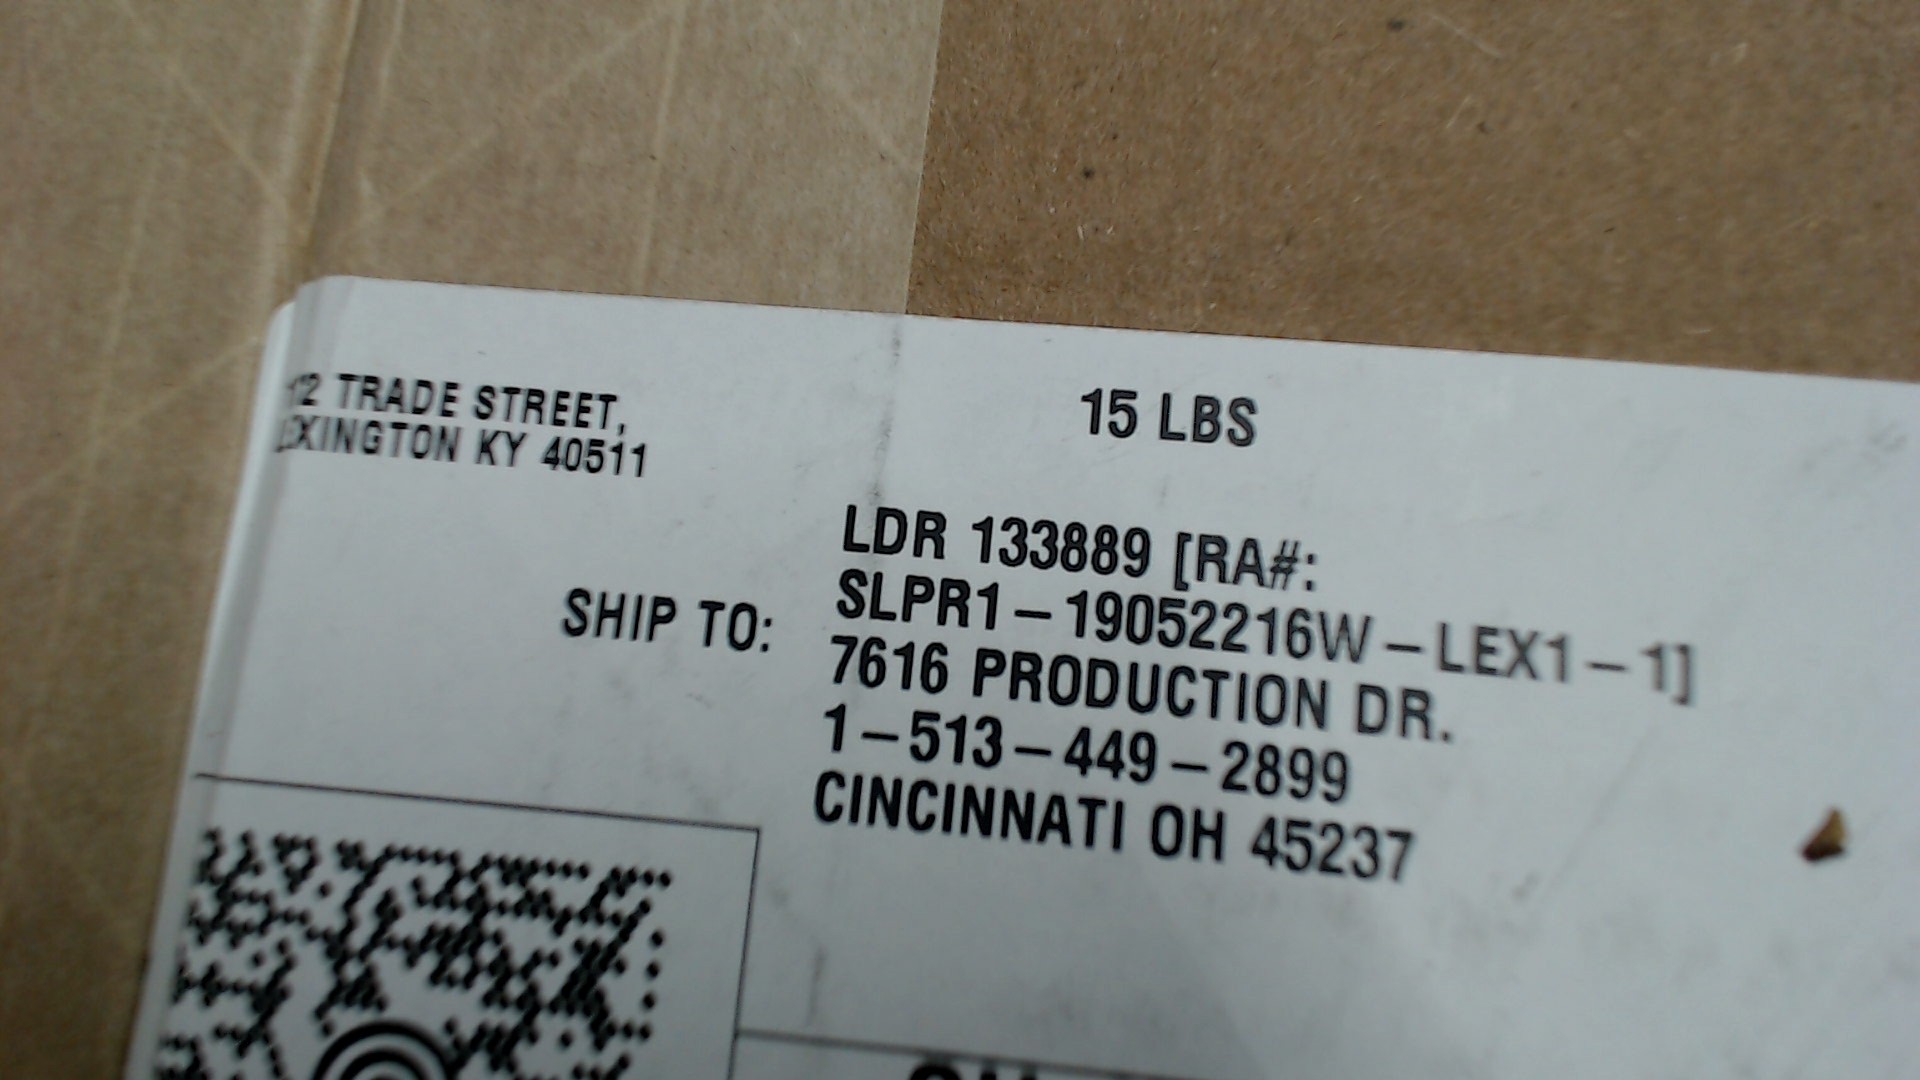 TRADE STREET,
LEXINGTON KY 40511
15 LBS
LDR 133889 [RA#:
SHIP TO: SLPR1-19052216W-LEX1-1]
7616 PRODUCTION DR.
1-513-449-2899
CINCINNATI OH 45237